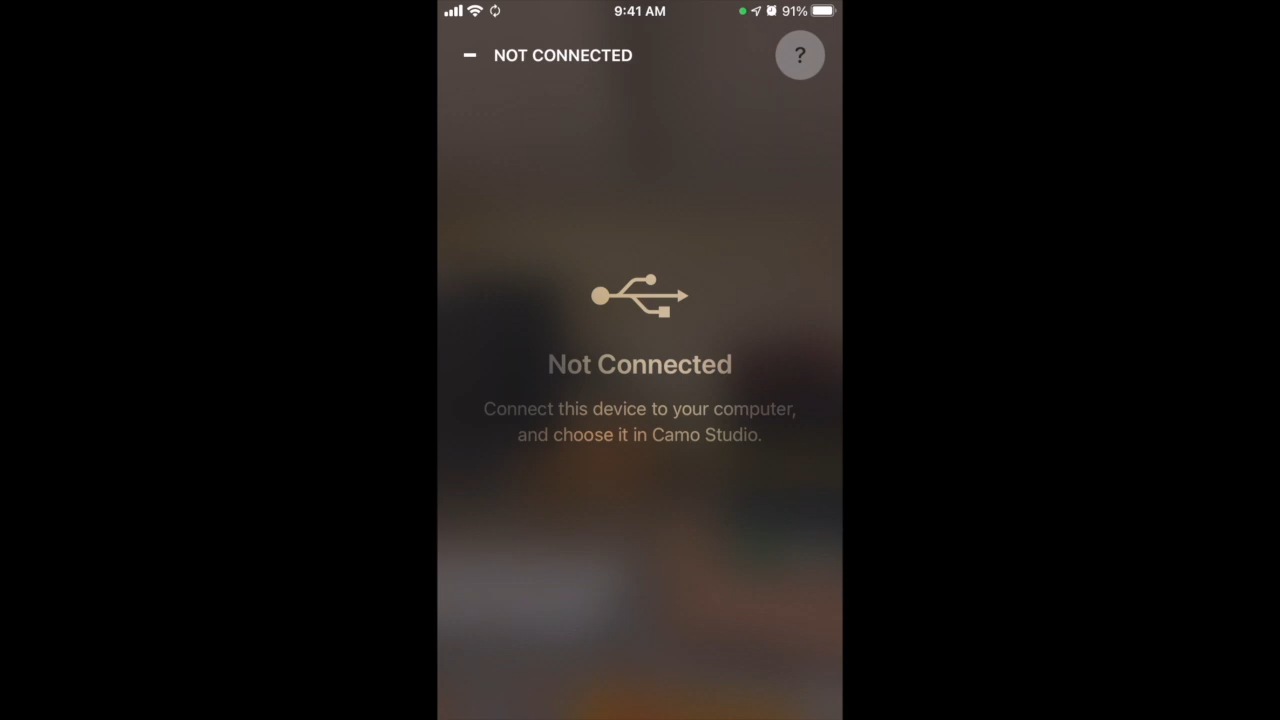 9:41 AM
91%
NOT CONNECTED
?
Not Connected
Connect this device to your computer,
and choose it in Camo Studio.